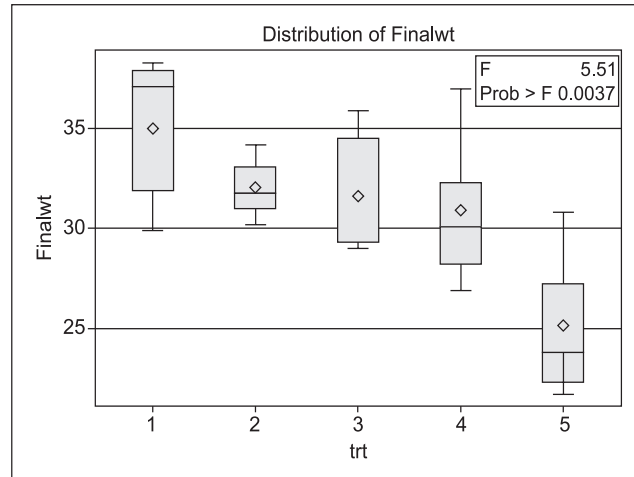 Distribution of Finalwt
F 5.51
Prob > F 0.0037
35
30
25
Finalwt
1 2 3 4 5
trt